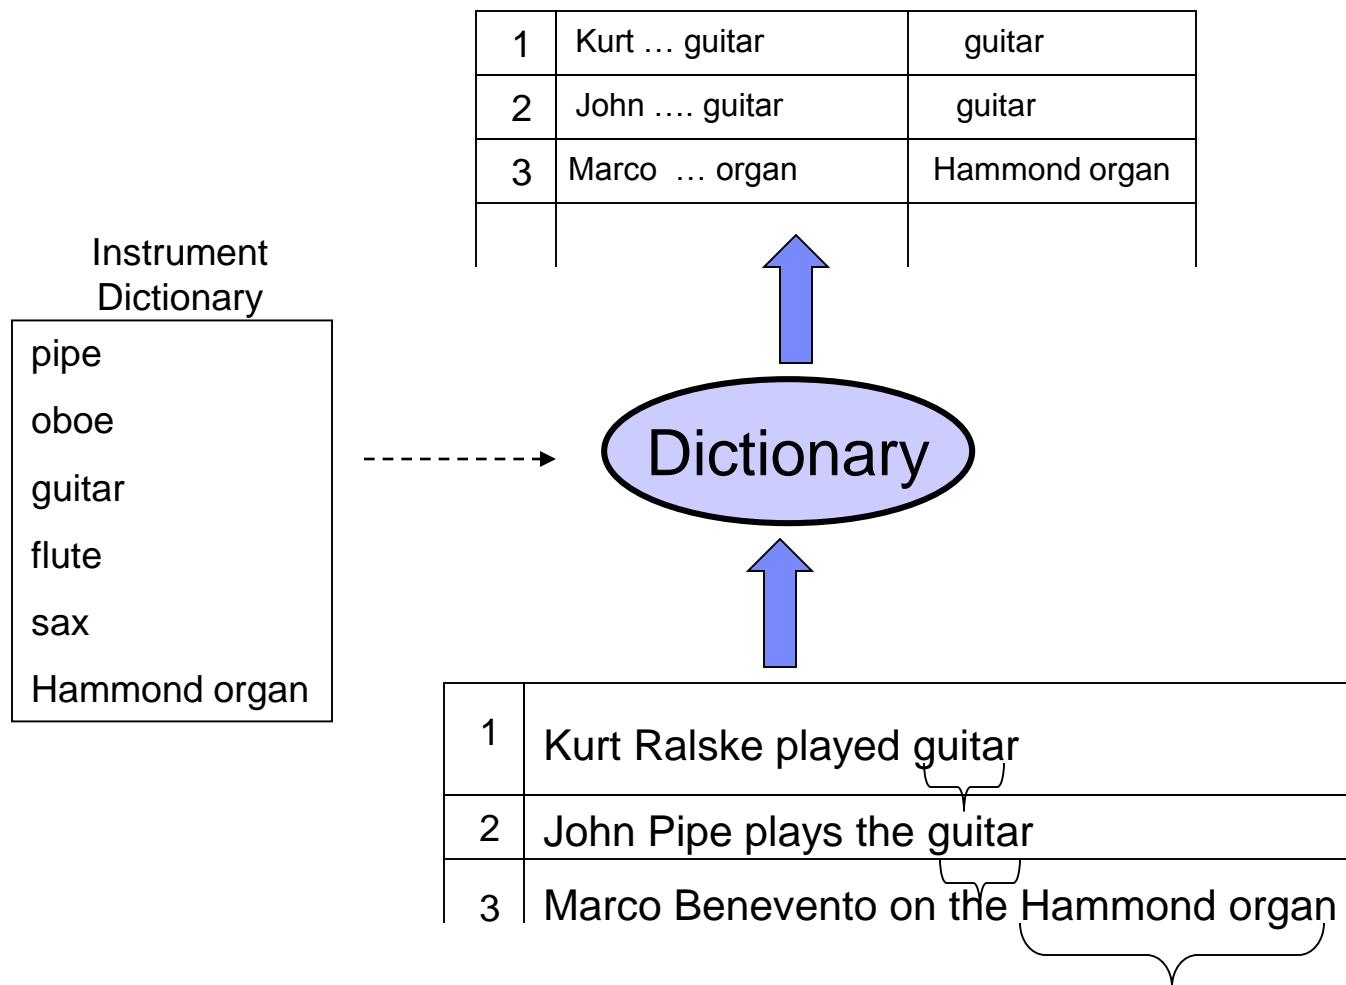 1 Kurt … guitar guitar
2 John …. guitar guitar
3 Marco … organ Hammond organ
Instrument
Dictionary
pipe
oboe
guitar
flute
sax
Hammond organ
Dictionary
1 Kurt Ralske played guitar
2 John Pipe plays the guitar
3 Marco Benevento on the Hammond organ